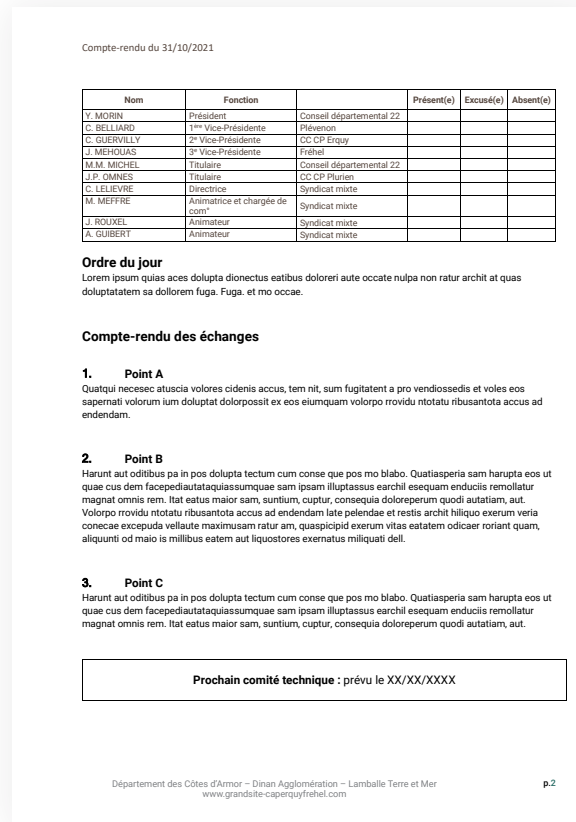 Compte-rendu du 31/10/2021
Nom Fonction Présent(e) Excusé(e) Absent(e)
Y. MORIN Président Conseil départemental 22
C. BELLIARD 1ère Vice-Présidente Plévenon
C. GUERVILLY 2e Vice-Présidente CC CP Erquy
J. MEHOUAS 3e Vice-Présidente Fréhel
M.M. MICHEL Titulaire Conseil départemental 22
J.P. OMNES Titulaire CC CP Plurien
C. LELIEVRE Directrice Syndicat mixte
M. MEFFRE Animatrice et chargée de com° Syndicat mixte
J. ROUXEL Animateur Syndicat mixte
A. GUIBERT Animateur Syndicat mixte
Ordre du jour
Lorem ipsum quias aces dolupta dionectus eatibus doloreri aute occate nulpa non ratur archit at quas
doluptatatem sa dollorem fuga. Fuga. et mo occae.
Compte-rendu des échanges
1. Point A
Quatqui necesec atuscia volores cidenis accus, tem nit, sum fugitatent a pro vendiossedis et voles eos
sapernati volorum ium doluptat dolorpossit ex eos eiumquam volorpo rrovidu ntotatu ribusantota accus ad
endendam.
2. Point B
Harunt aut oditibus pa in pos dolupta tectum cum conse que pos mo blabo. Quatiasperia sam harupta eos ut
quae cus dem facepediautataquiassumquae sam ipsam illuptassus earchil esequam enduciis remollatur
magnat omnis rem. Itat eatus maior sam, suntium, cuptur, consequia doloreperum quodi autatiam, aut.
Volorpo rrovidu ntotatu ribusantota accus ad endendam late pelendae et restis archit hiliquo exerum veria
conecae excepuda vellaute maximusam ratur am, quaspicipid exerum vitas eatatem odicaer roriant quam,
aliquunti od maio is millibus eatem aut liquostores exernatus miliquati dell.
3. Point C
Harunt aut oditibus pa in pos dolupta tectum cum conse que pos mo blabo. Quatiasperia sam harupta eos ut
quae cus dem facepediautataquiassumquae sam ipsam illuptassus earchil esequam enduciis remollatur
magnat omnis rem. Itat eatus maior sam, suntium, cuptur, consequia doloreperum quodi autatiam, aut.
Prochain comité technique : prévu le XX/XX/XXXX
Département des Côtes d'Armor – Dinan Agglomération – Lamballe Terre et Mer
www.grandsite-caperquyfrehel.com
p.2